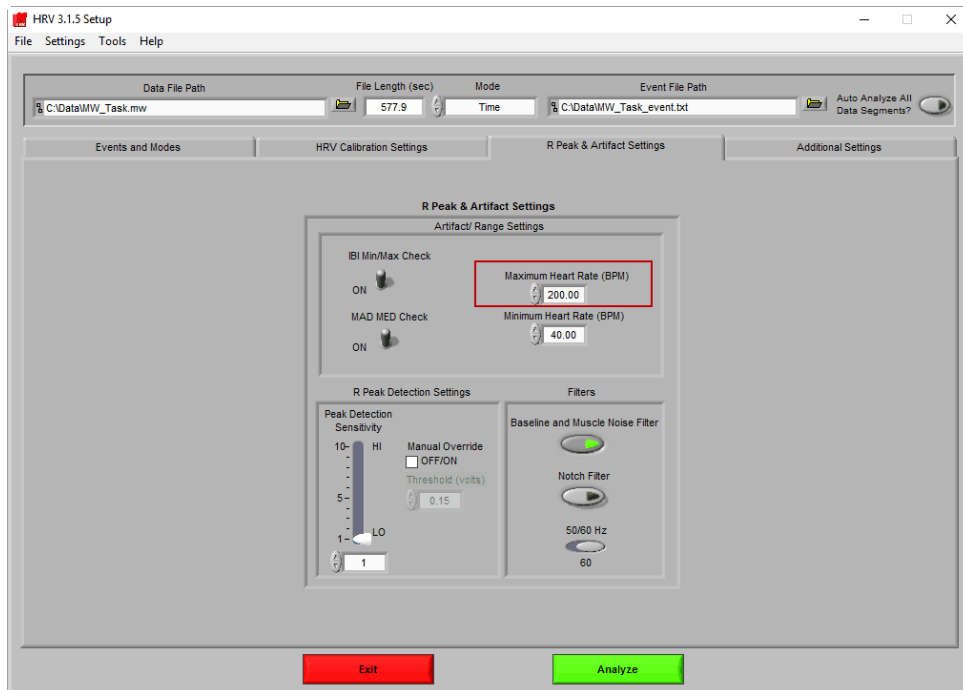 HRV 3.1.5 Setup
File Settings Tools Help
Data File Path File Length (sec) Mode Event File Path
C:\Data\MW_Task.mw 577.9 Time C:\Data\MW_Task_event.txt Auto Analyze All
Data Segments?
Events and Modes HRV Calibration Settings R Peak & Artifact Settings Additional Settings
R Peak & Artifact Settings
Artifact/ Range Settings
IBI Min/Max Check
ON
Maximum Heart Rate (BPM)
200.00
MAD MED Check
ON
Minimum Heart Rate (BPM)
40.00
R Peak Detection Settings
Peak Detection
Sensitivity
10 HI
5
1 LO
1
Manual Override
OFF/ON
Threshold (volts)
0.15
Filters
Baseline and Muscle Noise Filter
Notch Filter
50/60 Hz
60
Exit Analyze